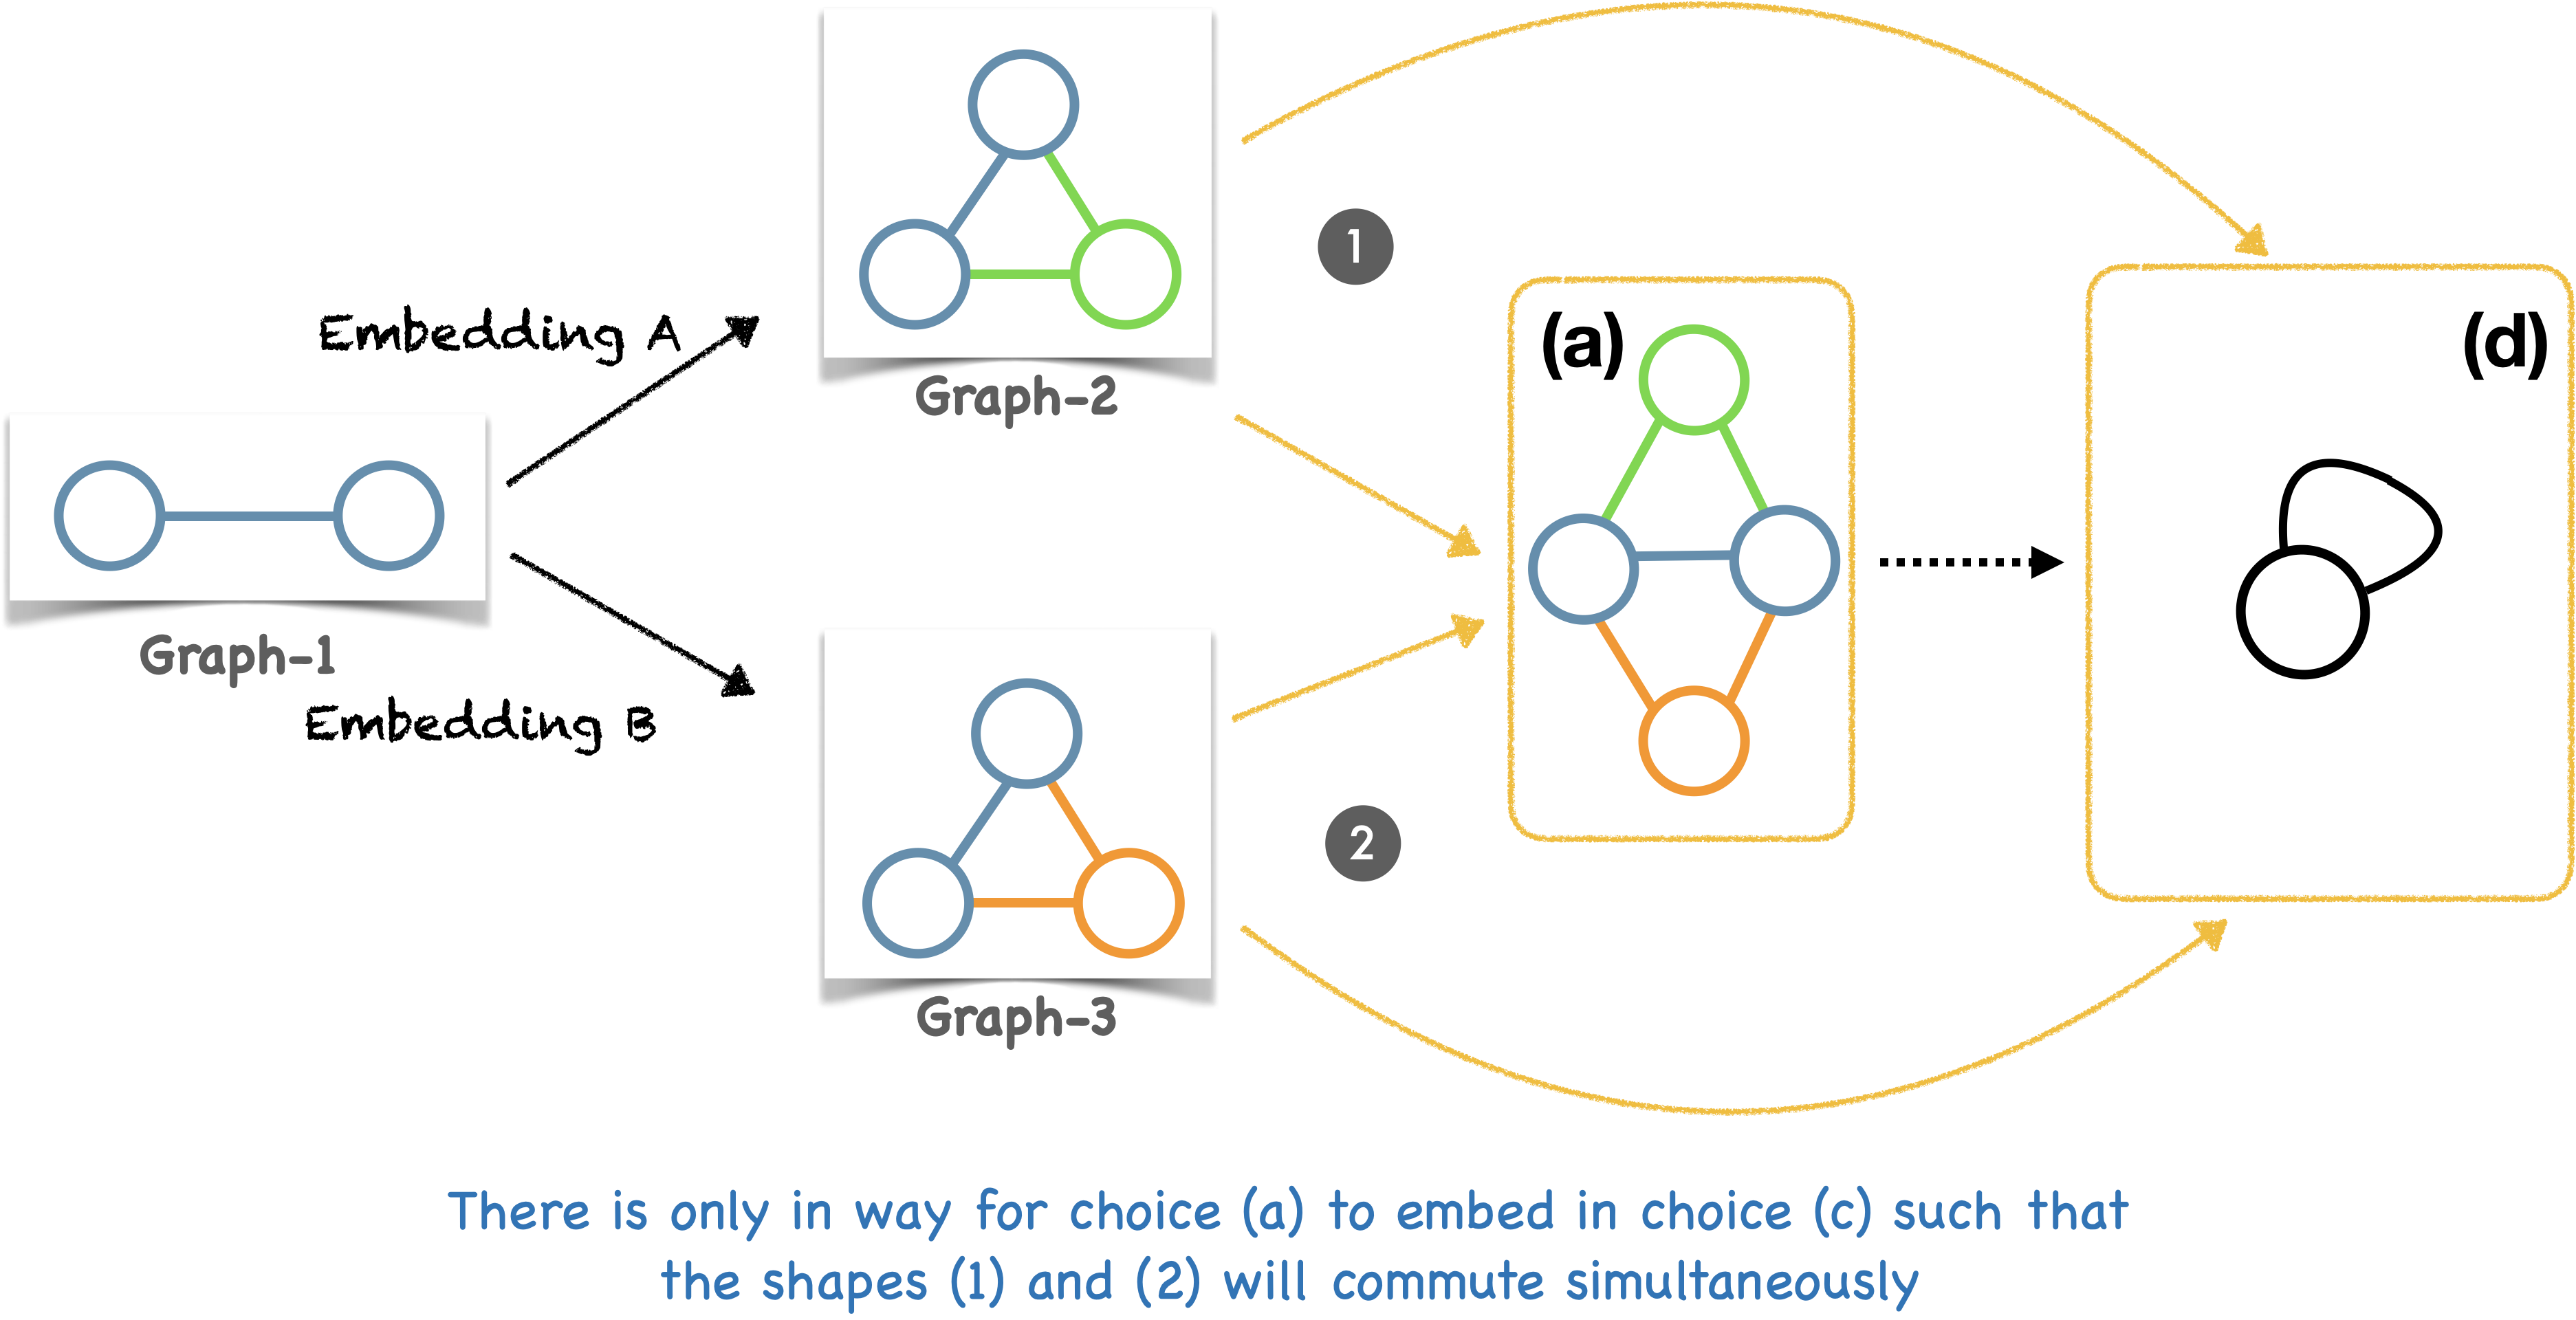 1
(a)
(d)
Embedding A
Graph-2
Graph-1
Embedding B
2
Graph-3
There is only in way for choice (a) to embed in choice (c) such that
the shapes (1) and (2) will commute simultaneously